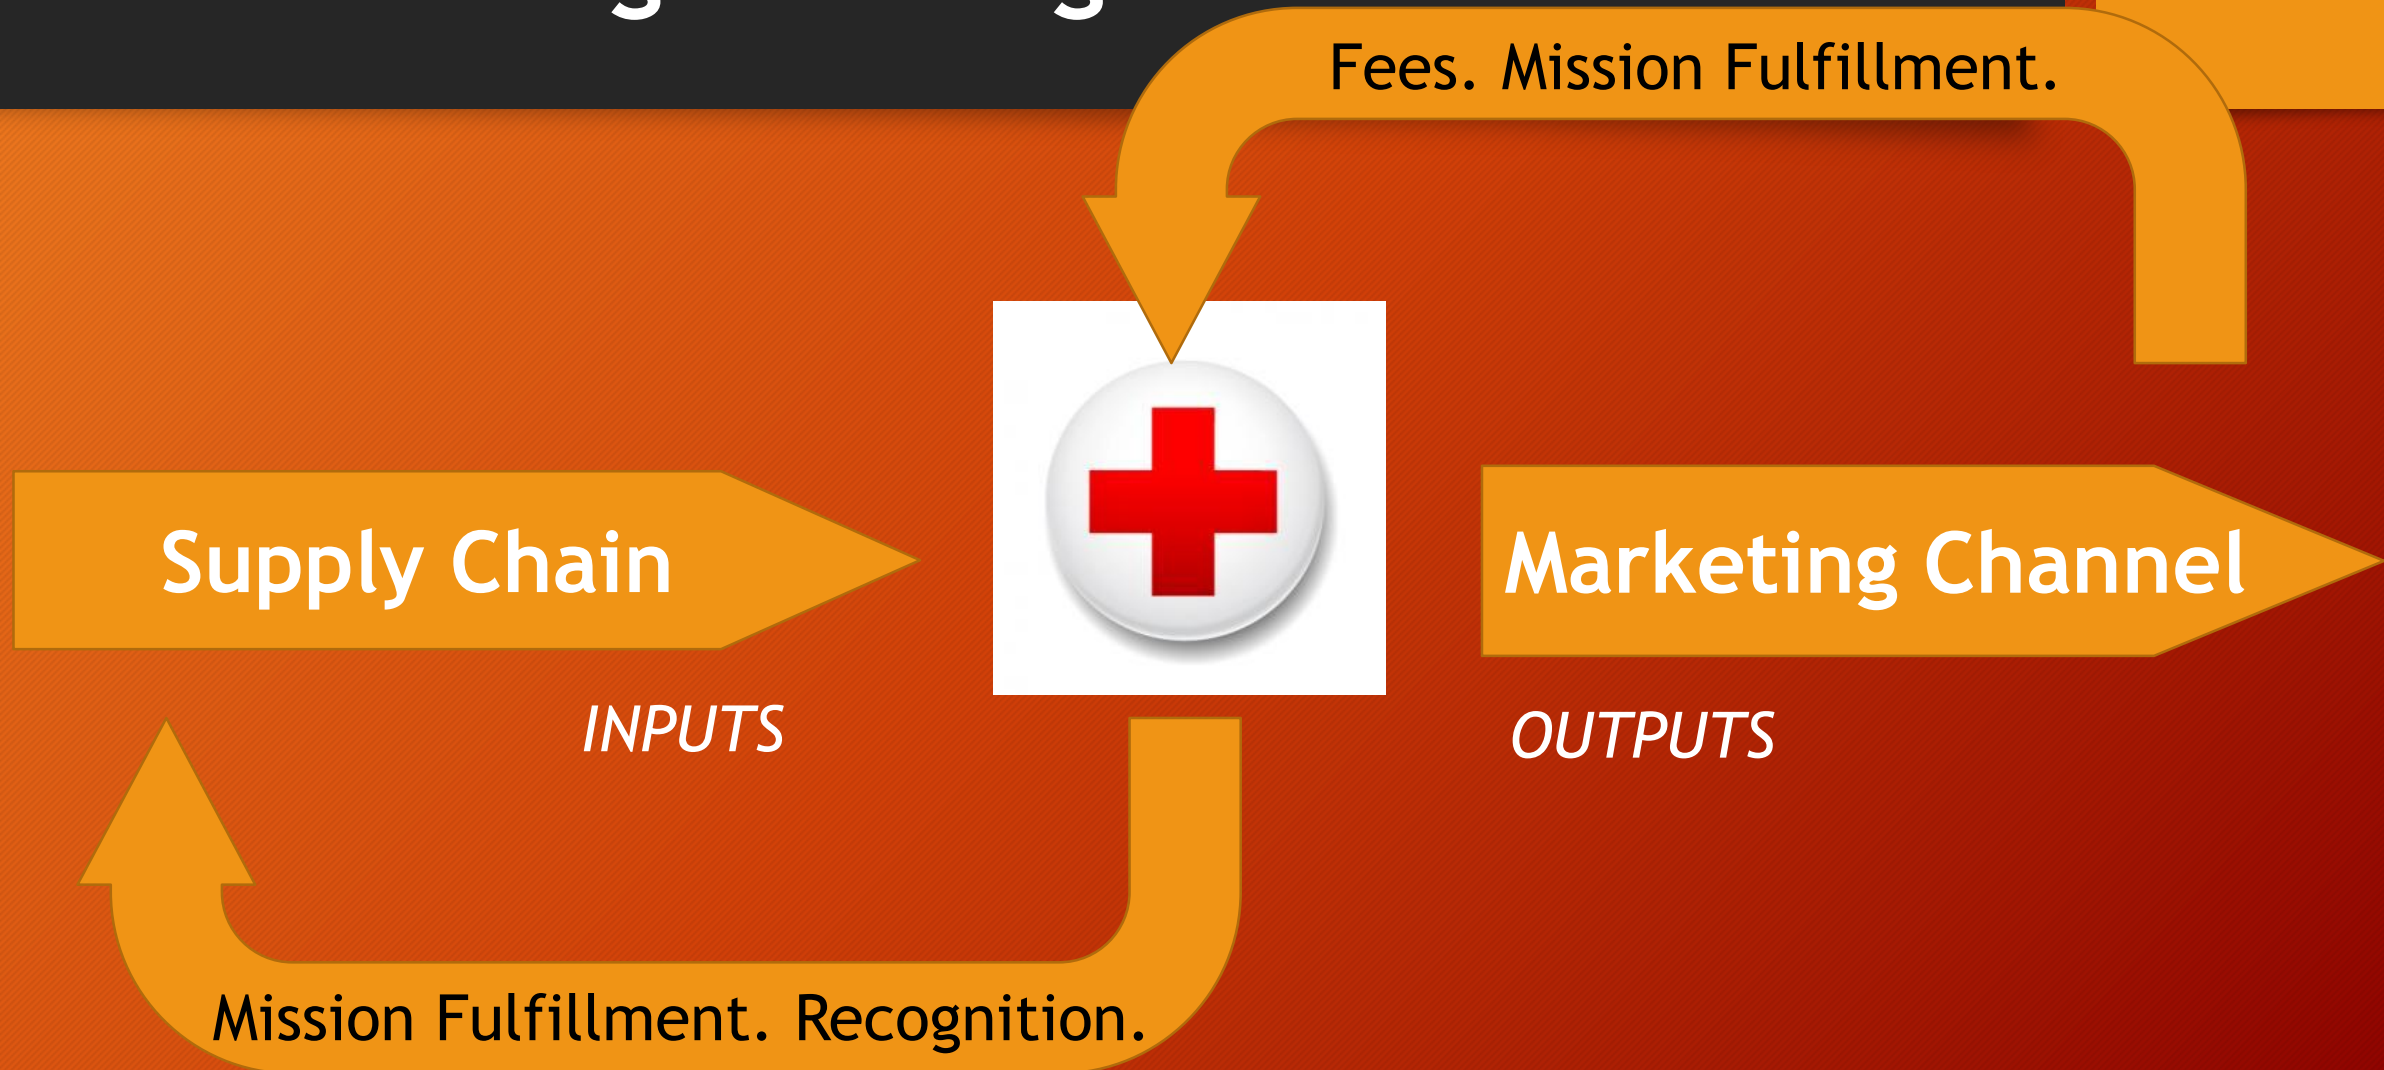 Fees. Mission Fulfillment.
Supply Chain
Marketing Channel
INPUTS
OUTPUTS
Mission Fulfillment. Recognition.